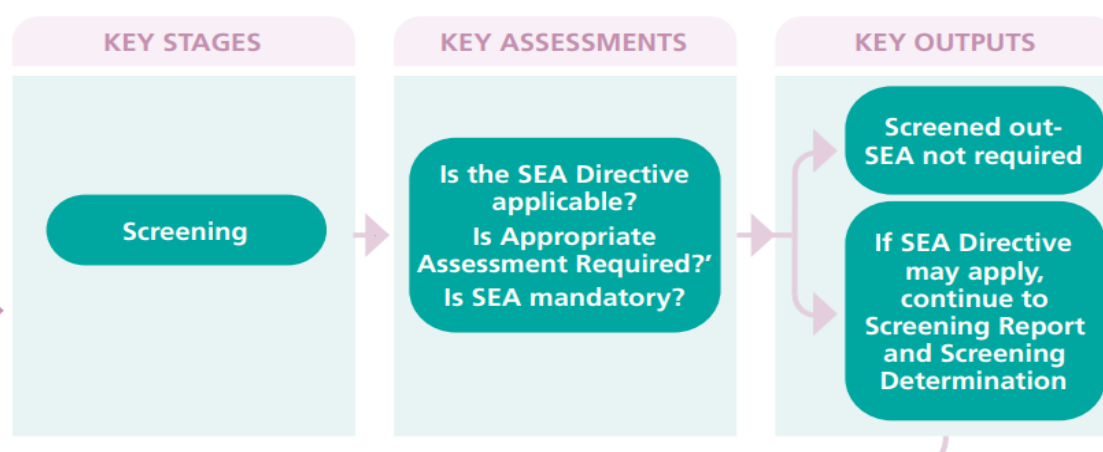 KEY STAGES
KEY ASSESSMENTS
KEY OUTPUTS
Screening
Is the SEA Directive
applicable?
Is Appropriate
Assessment Required?’
Is SEA mandatory?
Screened out-
SEA not required
If SEA Directive
may apply,
continue to
Screening Report
and Screening
Determination